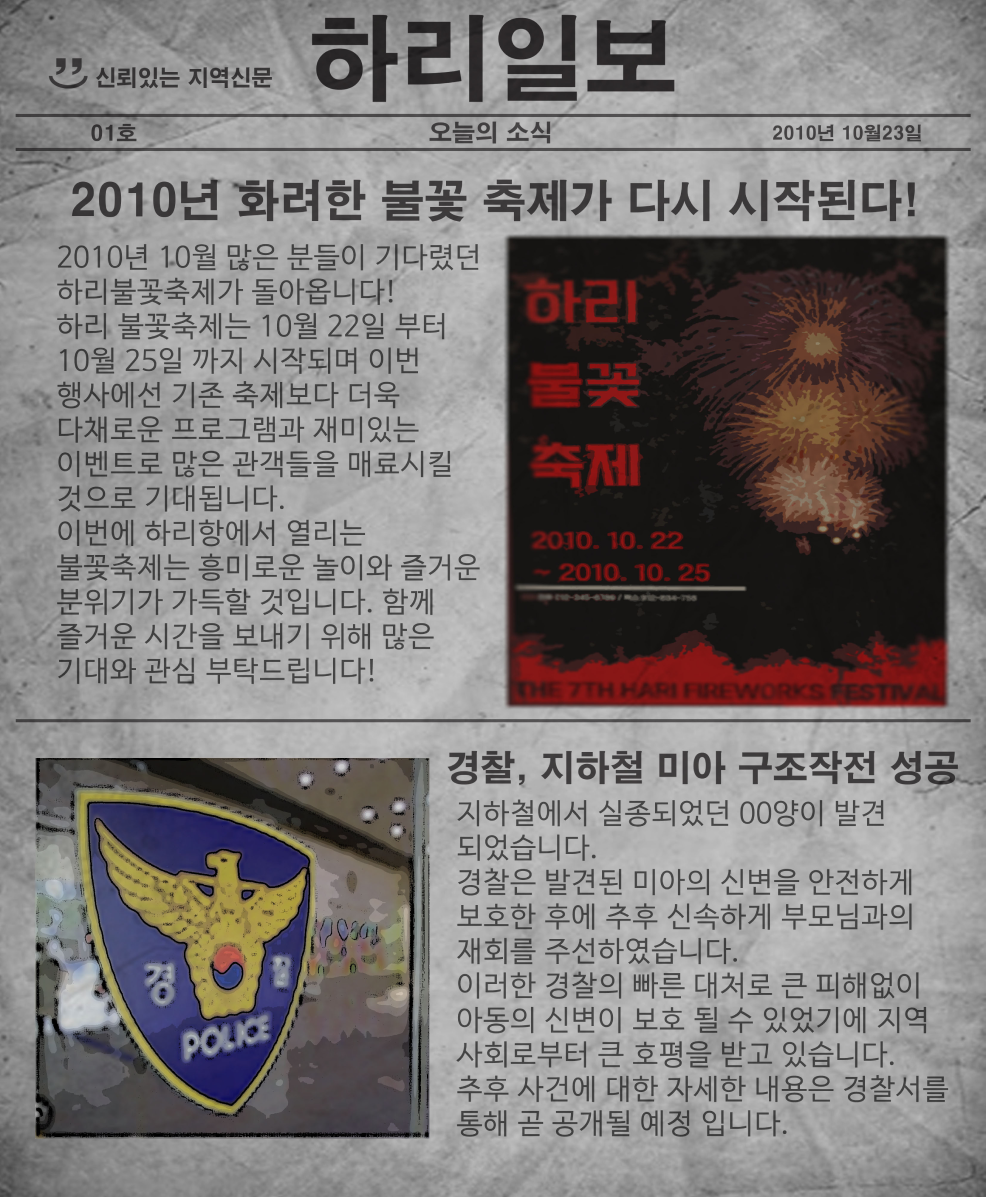 신뢰있는 지역신문
하리일보
01호 오늘의 소식 2010년 10월23일
2010년 화려한 불꽃 축제가 다시 시작된다!
2010년 10월 많은 분들이 기다렸던
하리불꽃축제가 돌아옵니다!
하리 불꽃축제는 10월 22일 부터
10월 25일 까지 시작되며 이번
행사에선 기존 축제보다 더욱
다채로운 프로그램과 재미있는
이벤트로 많은 관객들을 매료시킬
것으로 기대됩니다.
이번에 하리항에서 열리는
불꽃축제는 흥미로운 놀이와 즐거운
분위기가 가득할 것입니다. 함께
즐거운 시간을 보내기 위해 많은
기대와 관심 부탁드립니다!
하리
불꽃
축제
2010. 10. 22
~ 2010. 10. 25
THE 7TH HARI FIREWORKS FESTIVAL
경찰, 지하철 미아 구조작전 성공
지하철에서 실종되었던 00양이 발견
되었습니다.
경찰은 발견된 미아의 신변을 안전하게
보호한 후에 추후 신속하게 부모님과의
재회를 주선하였습니다.
이러한 경찰의 빠른 대처로 큰 피해없이
아동의 신변이 보호 될 수 있었기에 지역
사회로부터 큰 호평을 받고 있습니다.
추후 사건에 대한 자세한 내용은 경찰서를
통해 곧 공개될 예정 입니다.
경 찰
POLICE